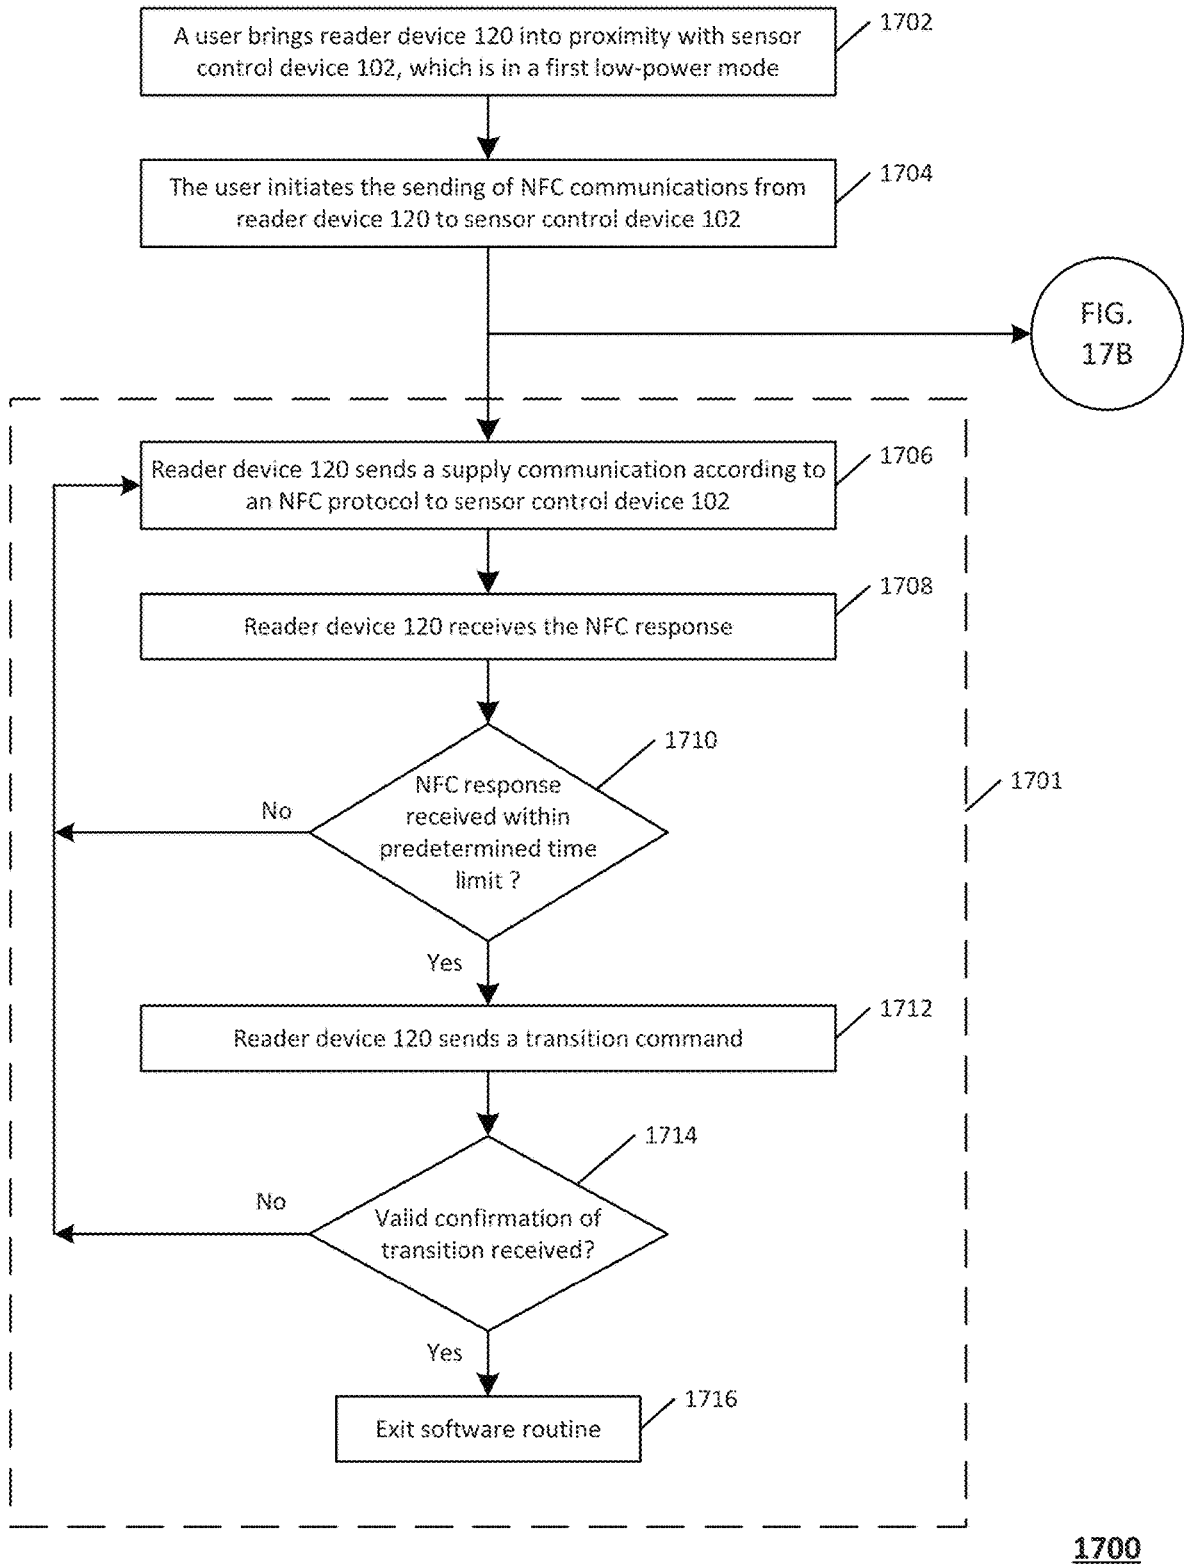 1702
A user brings reader device 120 into proximity with sensor
control device 102, which is in a first low-power mode
1704
The user initiates the sending of NFC communications from
reader device 120 to sensor control device 102
FIG.
17B
1706
Reader device 120 sends a supply communication according to
an NFC protocol to sensor control device 102
1708
Reader device 120 receives the NFC response
1710
NFC response
received within
predetermined time
limit ?
No
1701
Yes
1712
Reader device 120 sends a transition command
1714
No
Valid confirmation of
transition received?
Yes
1716
Exit software routine
1700